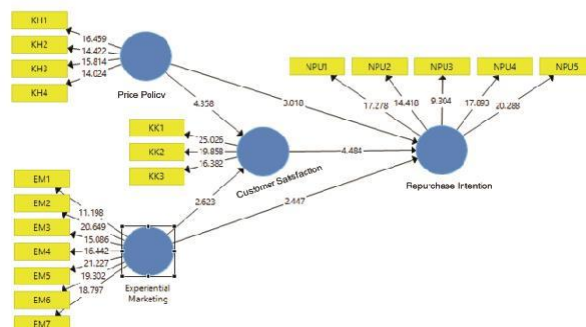 KH1
KH2
KH3
KH4
16.459
14.422
15.814
14.024
Price Policy
4.358
3.018
NPU1
NPU2
NPU3
NPU4
NPU5
17.278
14.418
9.304
17.893
20.288
Repurchase Intention
KK1
KK2
KK3
25.026
19.858
16.382
Customer Satisfaction
4.484
2.623
2.447
EM1
EM2
EM3
EM4
EM5
EM6
EM7
11.198
20.649
15.086
16.442
21.227
19.302
18.797
Experiential
Marketing